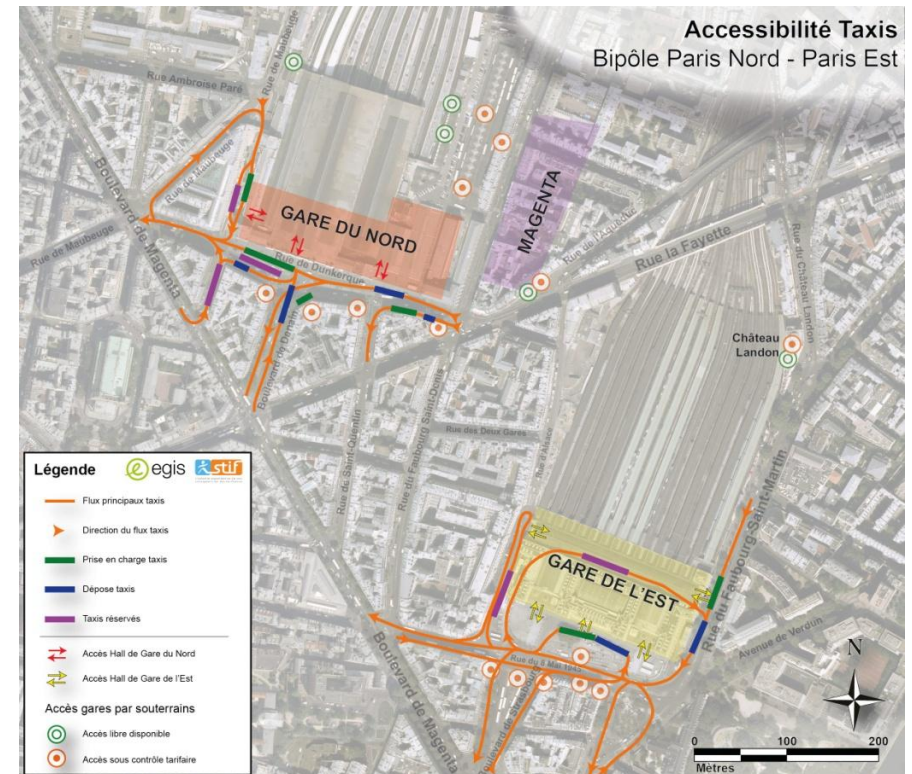 Accessibilité Taxis
Bipôle Paris Nord - Paris Est
Rue de Maubeuge
Rue Ambroise Paré
Rue de Maubeuge
Rue de Maubeuge
Boulevard de Magenta
GARE DU NORD
Rue de Dunkerque
MAGENTA
Rue de l'Aqueduc
Rue la Fayette
Rue du Château Landon
Château
Landon
Boulevard de Denain
Rue de Saint-Quentin
Rue du Faubourg Saint-Denis
Rue des Deux Gares
Rue d'Alsace
Rue du Faubourg-Saint-Martin
GARE DE L'EST
Avenue de Verdun
Rue du 8 Mai 1945
Boulevard de Strasbourg
Boulevard de Magenta
Légende
egis
stif
Flux principaux taxis
Direction du flux taxis
Prise en charge taxis
Dépose taxis
Taxis réservés
Accès Hall de Gare du Nord
Accès Hall de Gare de l'Est
Accès gares par souterrains
Accès libre disponible
Accès sous contrôle tarifaire
N
0 100 200
Mètres